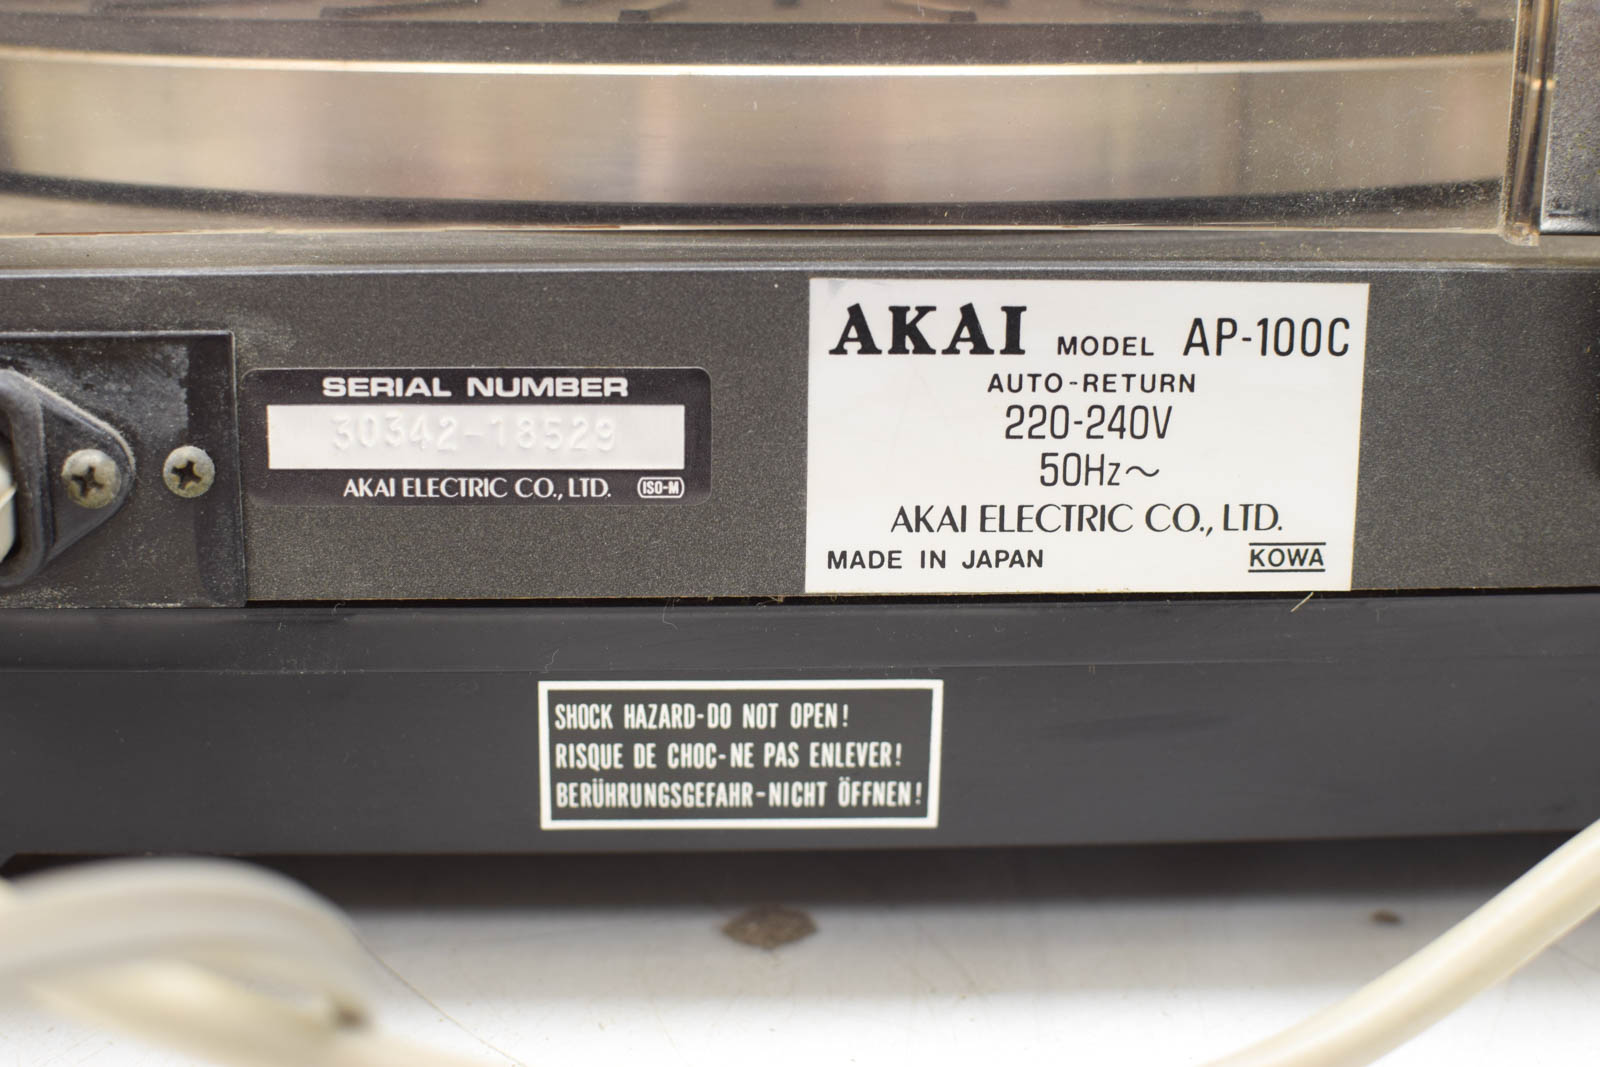 SERIAL NUMBER
30342-18529
AKAI ELECTRIC CO., LTD. ISO-M
AKAI MODEL AP-100C
AUTO-RETURN
220-240V
50Hz~
AKAI ELECTRIC CO., LTD.
MADE IN JAPAN KOWA
SHOCK HAZARD-DO NOT OPEN!
RISQUE DE CHOC-NE PAS ENLEVER!
BERÜHRUNGSGEFAHR-NICHT ÖFFNEN!